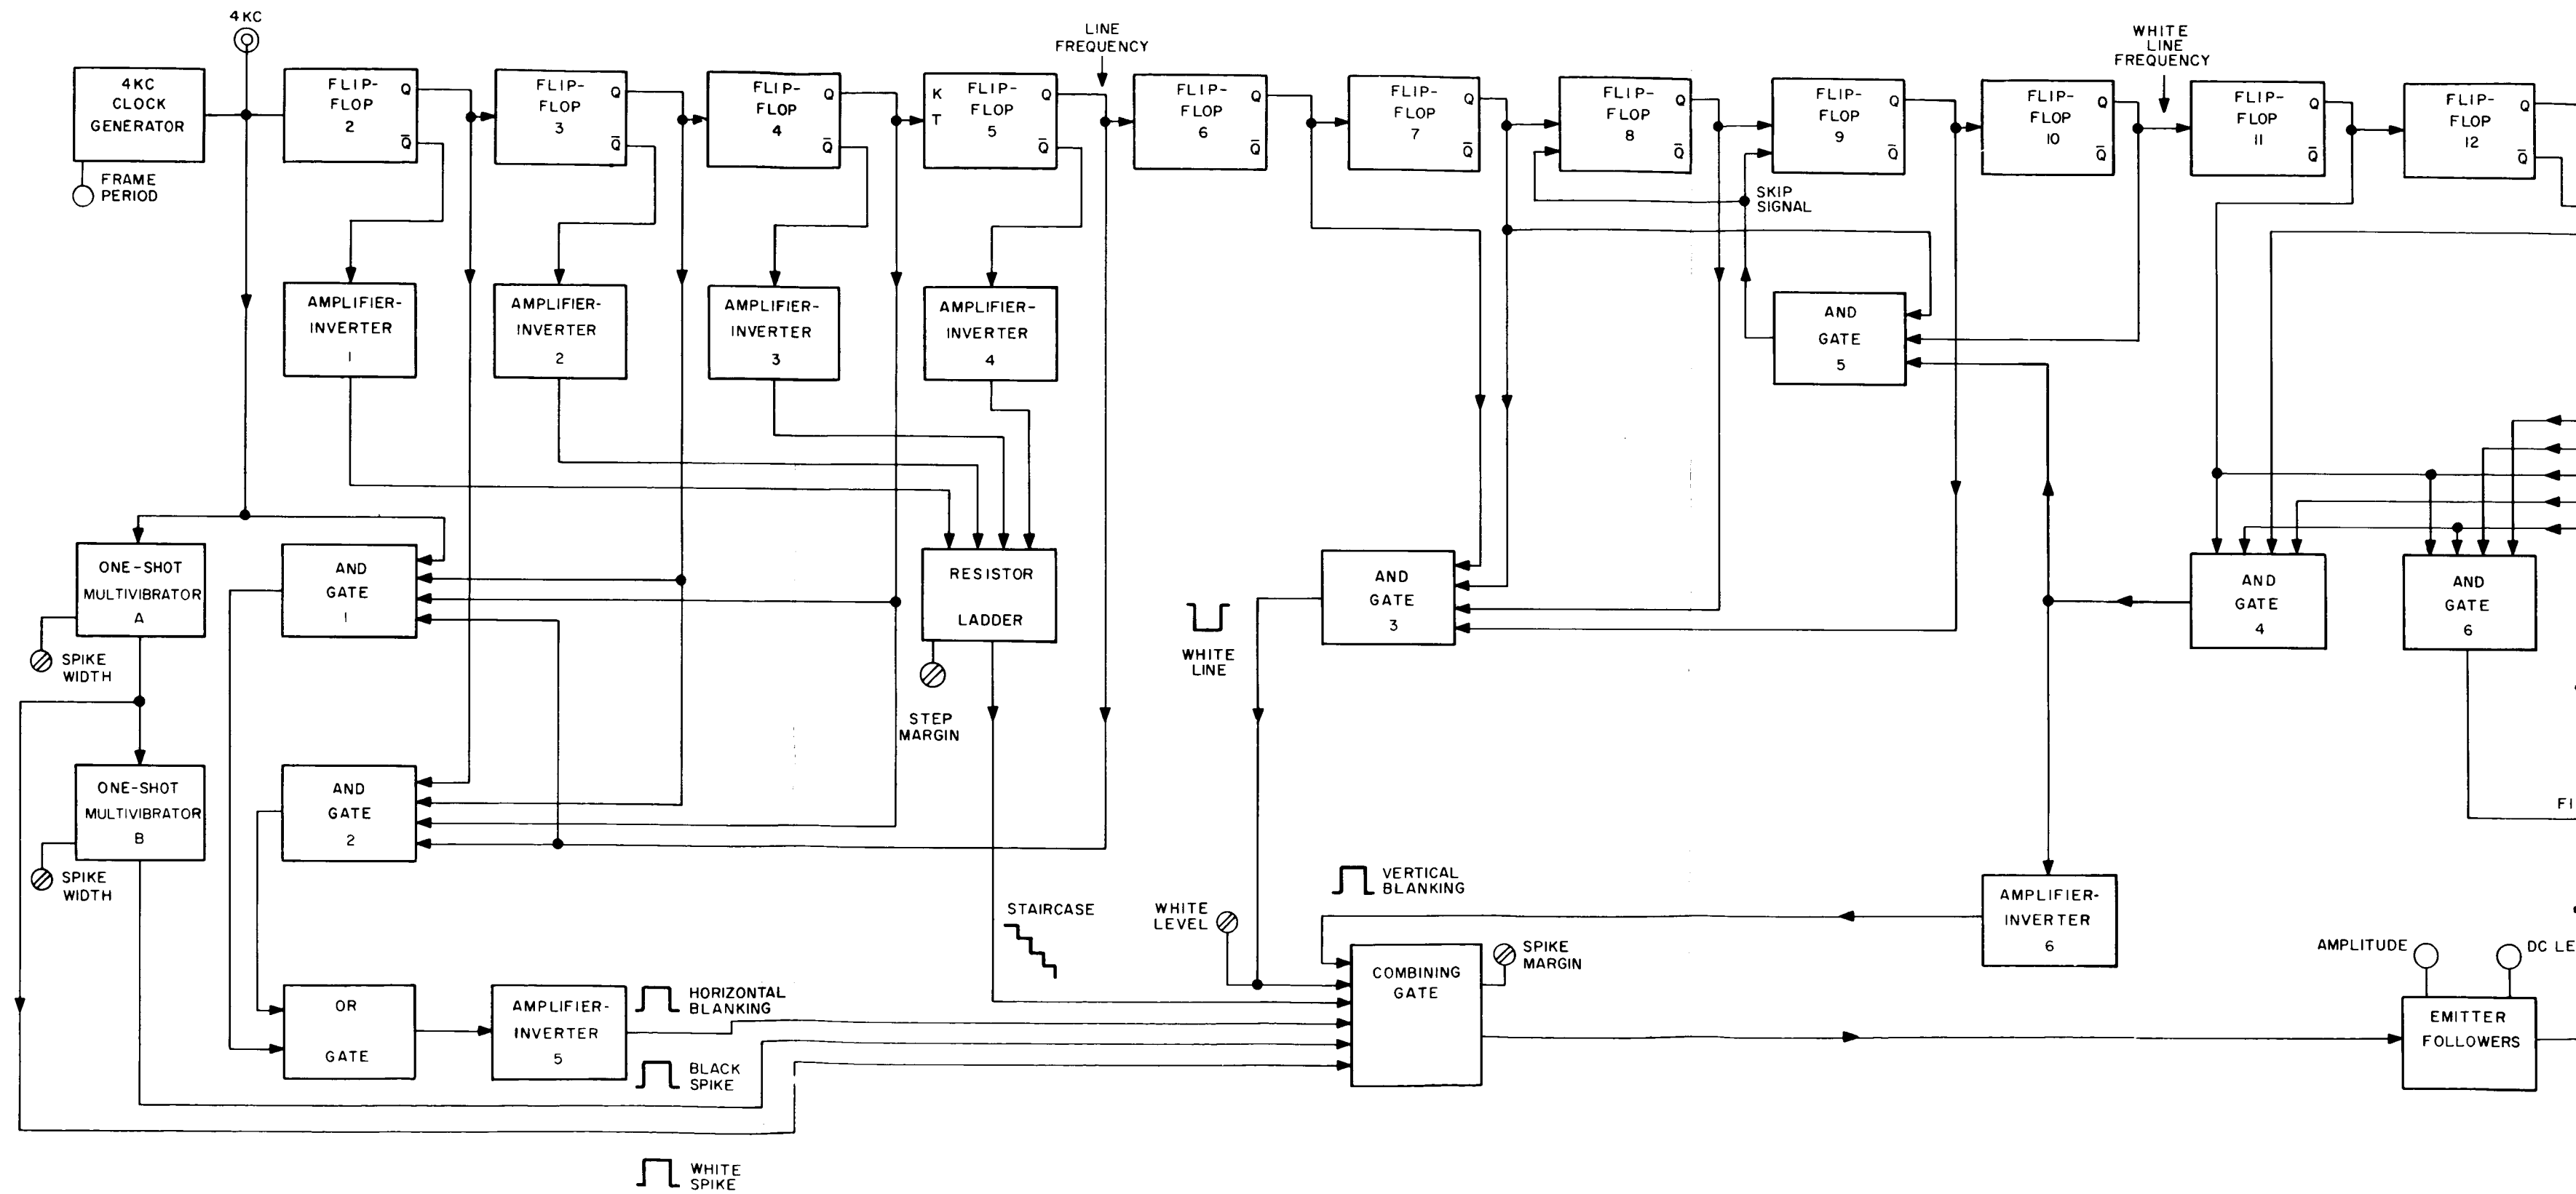 4KC
LINE
FREQUENCY
WHITE
LINE
FREQUENCY
4KC
CLOCK
GENERATOR
FLIP-
FLOP
2
Q
Q̅
FLIP-
FLOP
3
Q
Q̅
FLIP-
FLOP
4
Q
Q̅
K
T
FLIP-
FLOP
5
Q
Q̅
FLIP-
FLOP
6
Q
Q̅
FLIP-
FLOP
7
Q
Q̅
FLIP-
FLOP
8
Q
Q̅
FLIP-
FLOP
9
Q
Q̅
FLIP-
FLOP
10
Q
Q̅
FLIP-
FLOP
11
Q
Q̅
FLIP-
FLOP
12
Q
Q̅
FRAME
PERIOD
SKIP
SIGNAL
AMPLIFIER-
INVERTER
1
AMPLIFIER-
INVERTER
2
AMPLIFIER-
INVERTER
3
AMPLIFIER-
INVERTER
4
AND
GATE
5
ONE-SHOT
MULTIVIBRATOR
A
SPIKE
WIDTH
AND
GATE
1
RESISTOR
LADDER
STEP
MARGIN
WHITE
LINE
AND
GATE
3
AND
GATE
4
AND
GATE
6
ONE-SHOT
MULTIVIBRATOR
B
SPIKE
WIDTH
AND
GATE
2
FI
STAIRCASE
WHITE
LEVEL
VERTICAL
BLANKING
AMPLIFIER-
INVERTER
6
SPIKE
MARGIN
COMBINING
GATE
AMPLITUDE
DC LE
EMITTER
FOLLOWERS
OR
GATE
AMPLIFIER-
INVERTER
5
HORIZONTAL
BLANKING
BLACK
SPIKE
WHITE
SPIKE